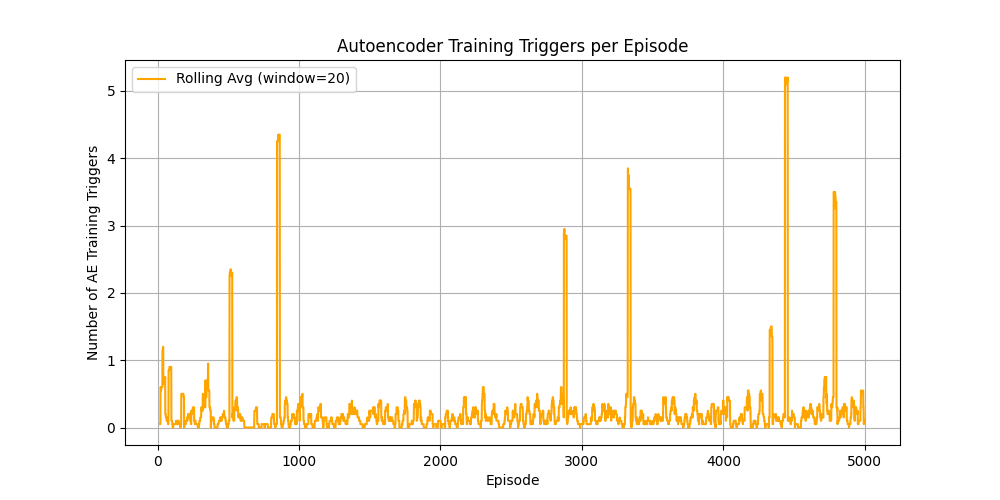 Autoencoder Training Triggers per Episode
Rolling Avg (window=20)
Number of AE Training Triggers
5
4
3
2
1
0
0 1000 2000 3000 4000 5000
Episode